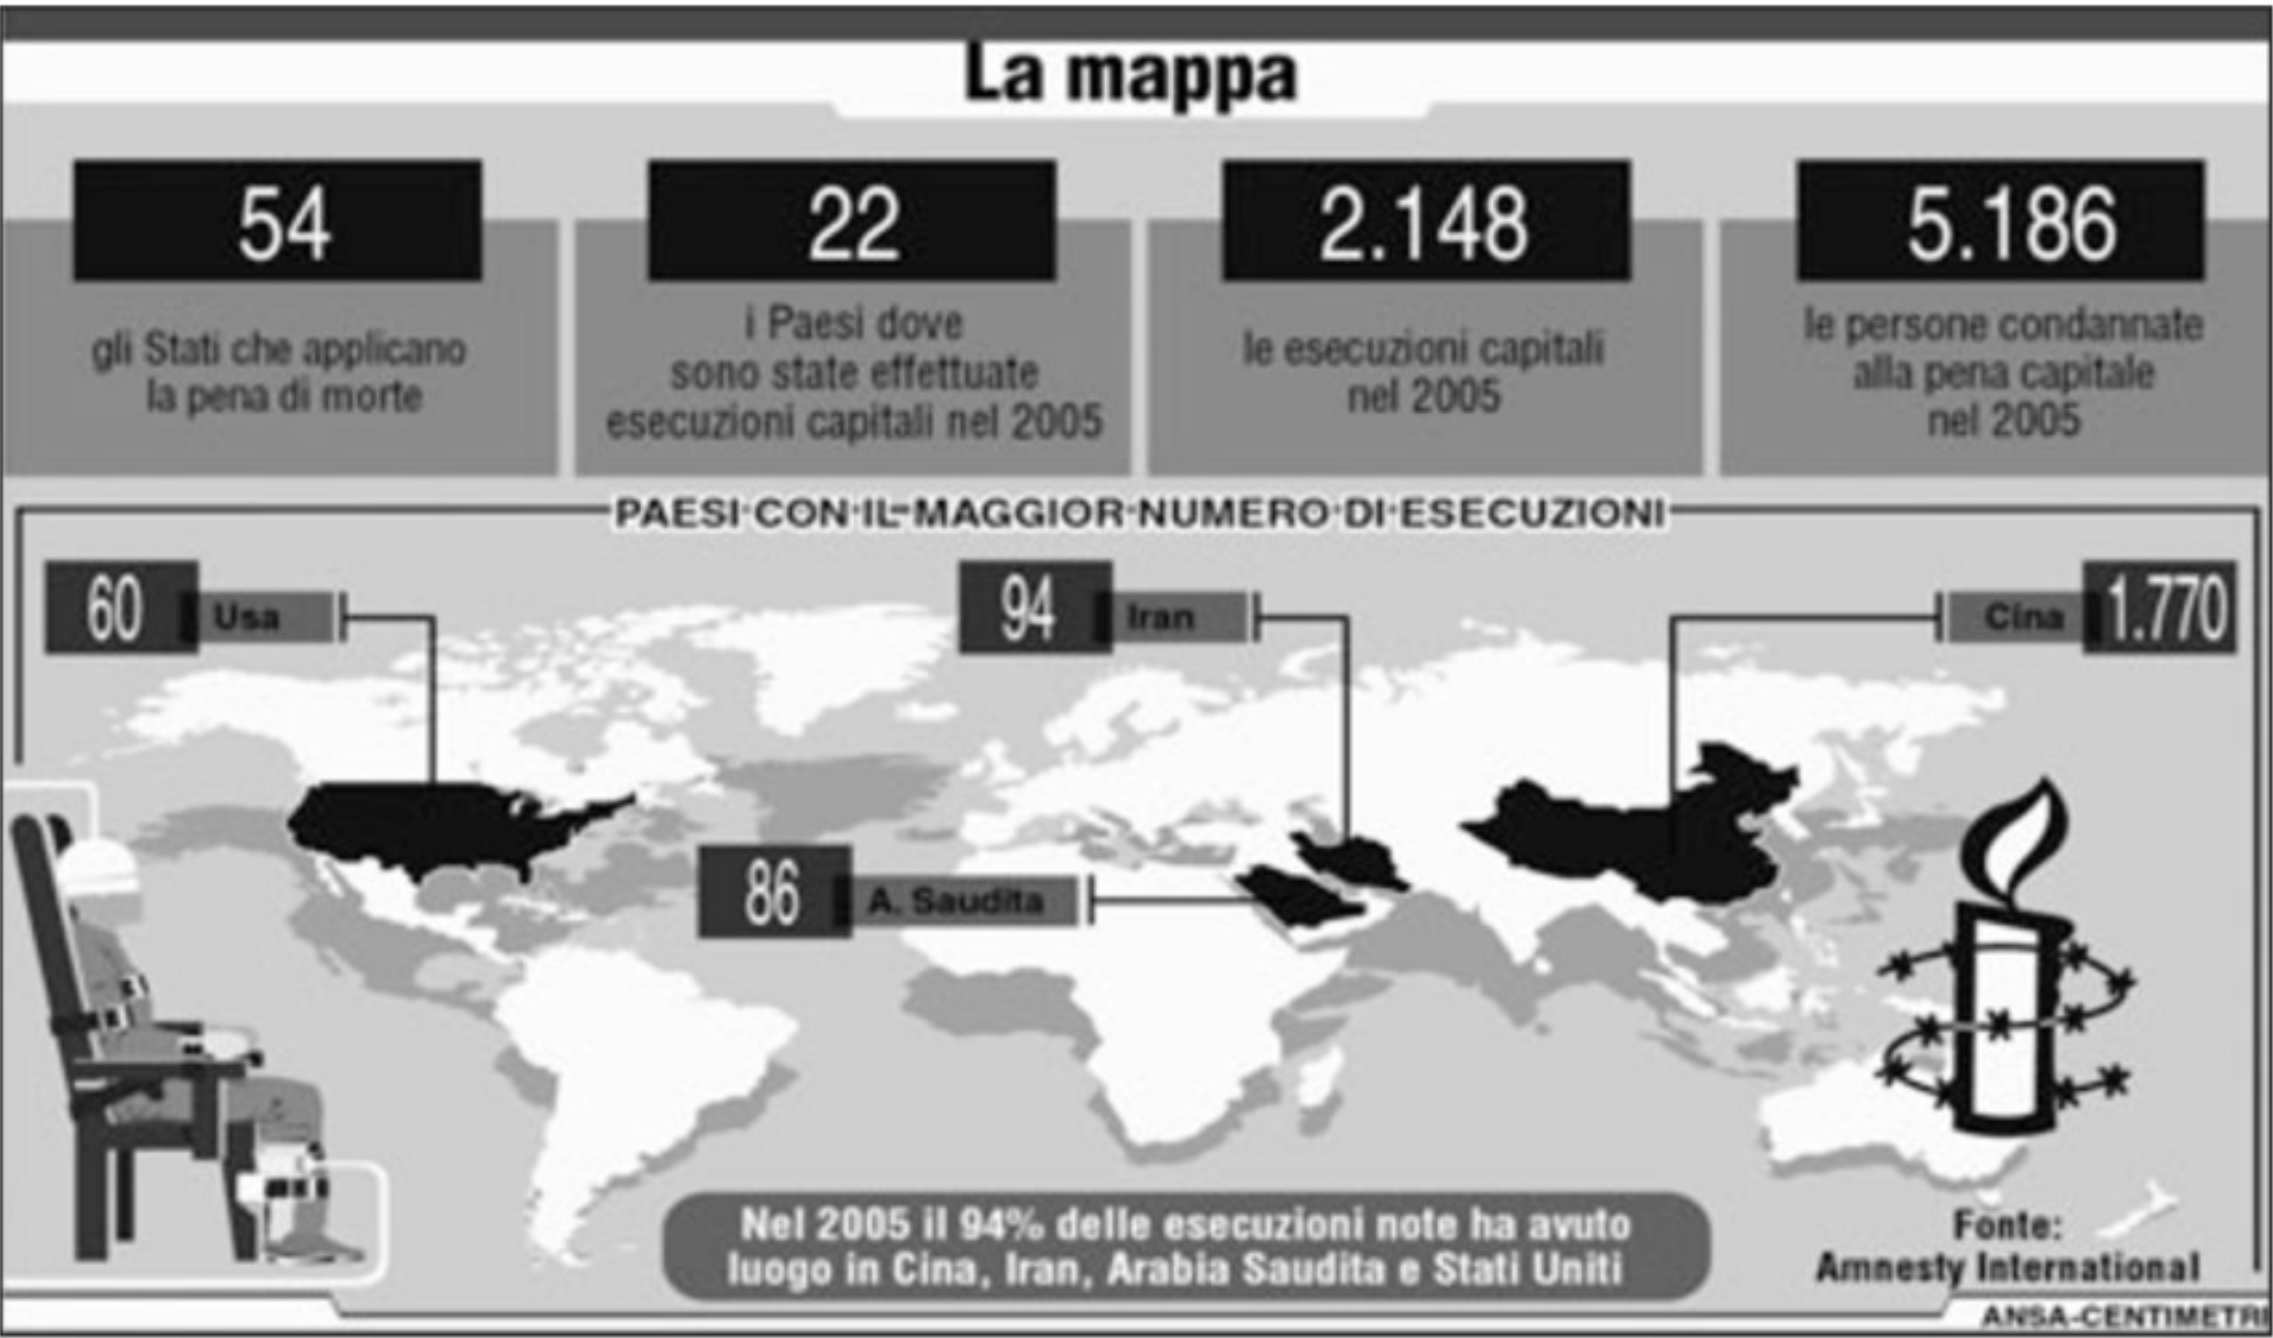 La mappa
54
gli Stati che applicano
la pena di morte
22
i Paesi dove
sono state effettuate
esecuzioni capitali nel 2005
2.148
le esecuzioni capitali
nel 2005
5.186
le persone condannate
alla pena capitale
nel 2005
PAESI CON IL MAGGIOR NUMERO DI ESECUZIONI
60 Usa
94 Iran
Cina 1.770
86 A. Saudita
Nel 2005 il 94% delle esecuzioni note ha avuto
luogo in Cina, Iran, Arabia Saudita e Stati Uniti
Fonte:
Amnesty International
ANSA-CENTIMETRI